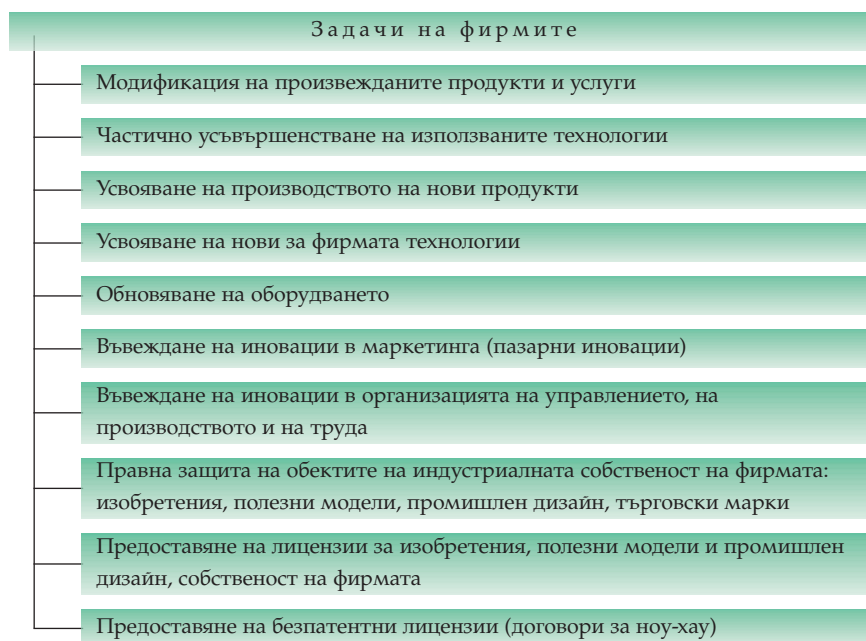 Задачи на фирмите
Модификация на произвежданите продукти и услуги
Частично усъвършенстване на използваните технологии
Усвояване на производството на нови продукти
Усвояване на нови за фирмата технологии
Обновяване на оборудването
Въвеждане на иновации в маркетинга (пазарни иновации)
Въвеждане на иновации в организацията на управлението, на
производството и на труда
Правна защита на обектите на индустриалната собственост на фирмата:
изобретения, полезни модели, промишлен дизайн, търговски марки
Предоставяне на лицензии за изобретения, полезни модели и промишлен
дизайн, собственост на фирмата
Предоставяне на безпатентни лицензии (договори за ноу-хау)